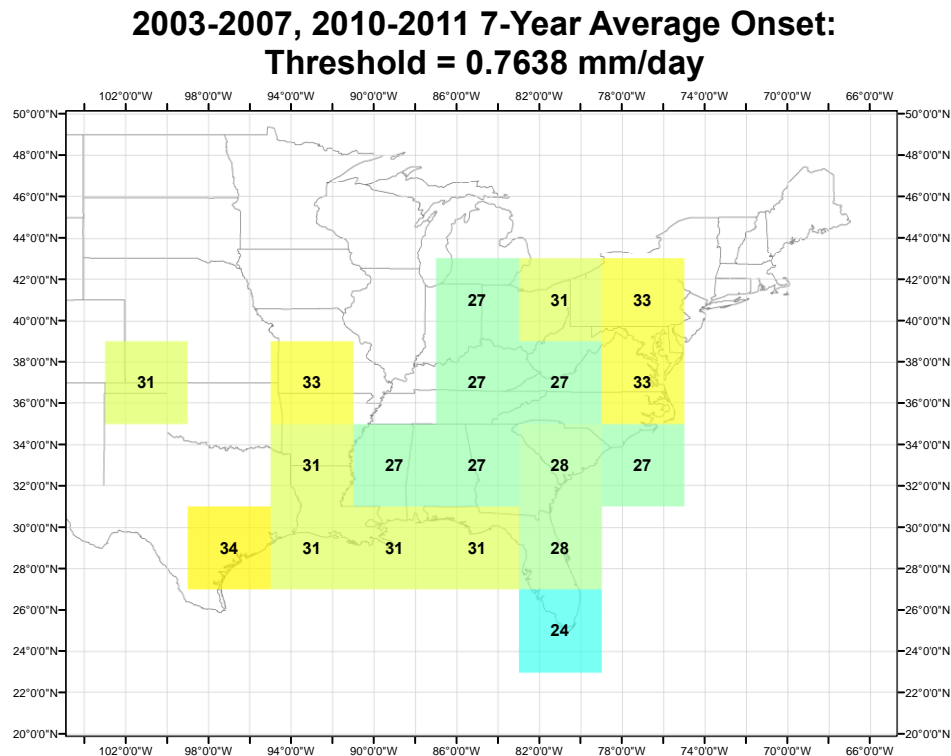 2003-2007, 2010-2011 7-Year Average Onset:
Threshold = 0.7638 mm/day
102°0'0"W 98°0'0"W 94°0'0"W 90°0'0"W 86°0'0"W 82°0'0"W 78°0'0"W 74°0'0"W 70°0'0"W 66°0'0"W
50°0'0"N 50°0'0"N
48°0'0"N 48°0'0"N
46°0'0"N 46°0'0"N
44°0'0"N 44°0'0"N
42°0'0"N 42°0'0"N
27 31 33
40°0'0"N 40°0'0"N
38°0'0"N 38°0'0"N
31 33 27 27 33
36°0'0"N 36°0'0"N
34°0'0"N 34°0'0"N
31 27 27 28 27
32°0'0"N 32°0'0"N
30°0'0"N 30°0'0"N
34 31 31 31 28
28°0'0"N 28°0'0"N
26°0'0"N 26°0'0"N
24
24°0'0"N 24°0'0"N
22°0'0"N 22°0'0"N
20°0'0"N 20°0'0"N
102°0'0"W 98°0'0"W 94°0'0"W 90°0'0"W 86°0'0"W 82°0'0"W 78°0'0"W 74°0'0"W 70°0'0"W 66°0'0"W